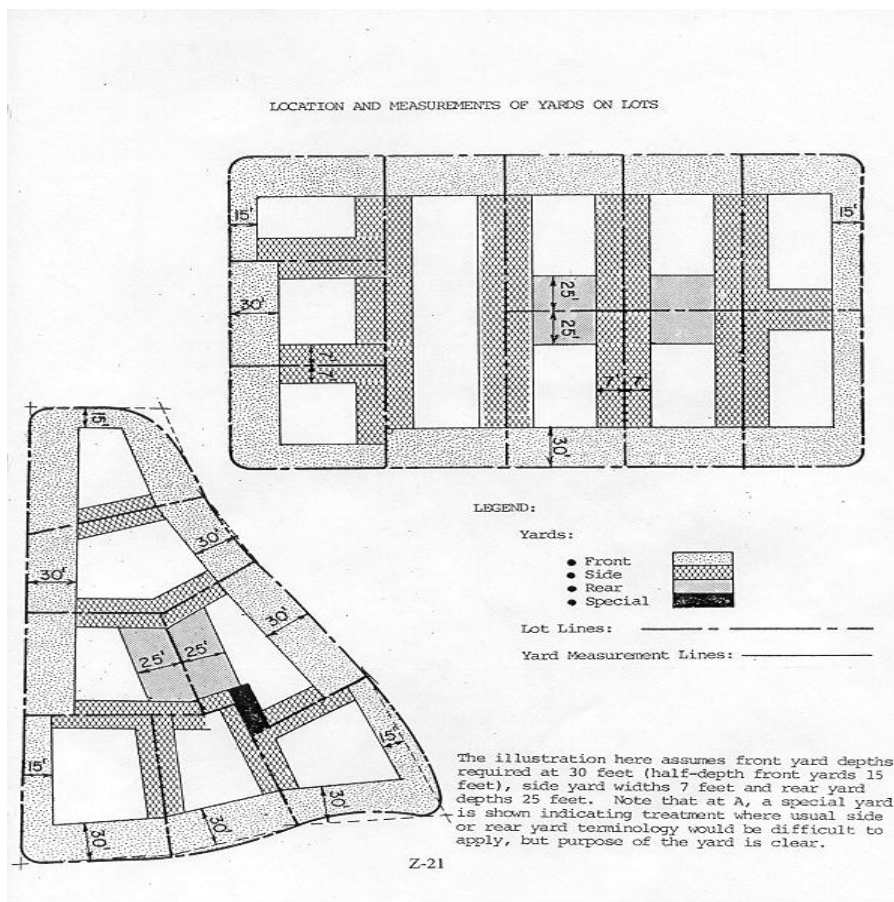 LOCATION AND MEASUREMENTS OF YARDS ON LOTS
15'
15'
30'
25'
25'
7'
7'
7'
7'
30'
15'
30'
30'
30'
25'
25'
15'
15'
30'
30'
30'
LEGEND:
Yards:
• Front
• Side
• Rear
• Special
Lot Lines:
Yard Measurement Lines:
The illustration here assumes front yard depths
required at 30 feet (half-depth front yards 15
feet), side yard widths 7 feet and rear yard
depths 25 feet. Note that at A, a special yard
is shown indicating treatment where usual side
or rear yard terminology would be difficult to
apply, but purpose of the yard is clear.
Z-21